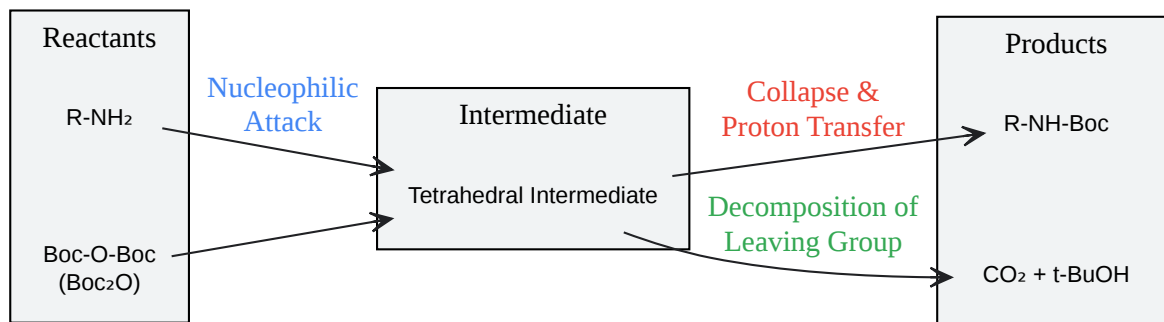 Reactants
R-NH₂
Boc-O-Boc
(Boc₂O)
Nucleophilic
Attack
Intermediate
Tetrahedral Intermediate
Collapse &
Proton Transfer
Decomposition of
Leaving Group
Products
R-NH-Boc
CO₂ + t-BuOH